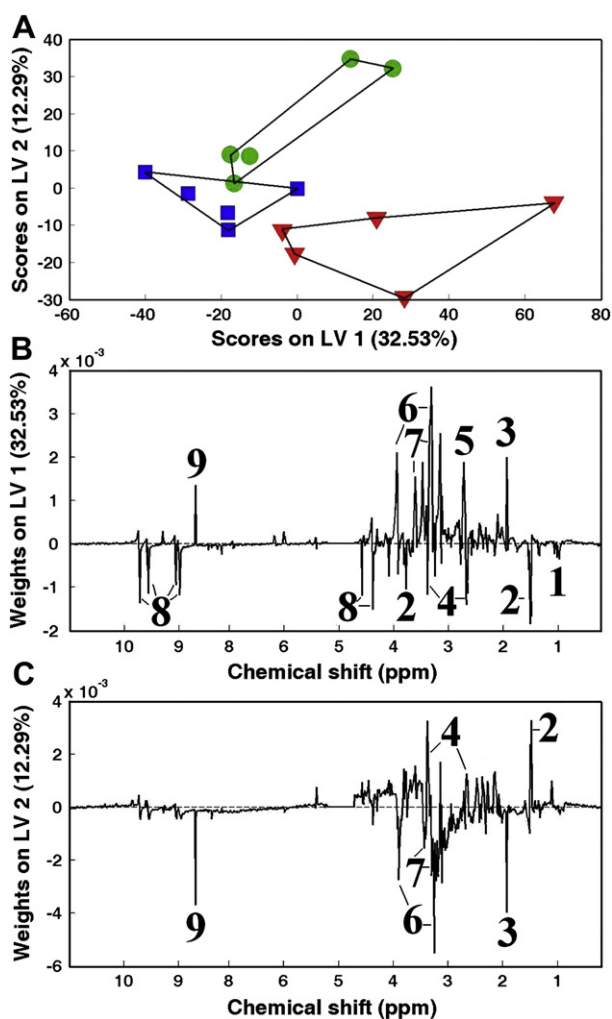 A
Scores on LV 2 (12.29%)
40
30
20
10
0
-10
-20
-30
-60 -40 -20 0 20 40 60 80
Scores on LV 1 (32.53%)
B
Weights on LV 1 (32.53%)
x 10⁻³
4
2
0
-1
-2
9
6
7
5
3
8
8
2
4
2
1
10 9 8 7 6 5 4 3 2 1
Chemical shift (ppm)
C
Weights on LV 2 (12.29%)
x 10⁻³
4
2
0
-2
-4
-6
4
2
9
7
6
3
10 9 8 7 6 5 4 3 2 1
Chemical shift (ppm)